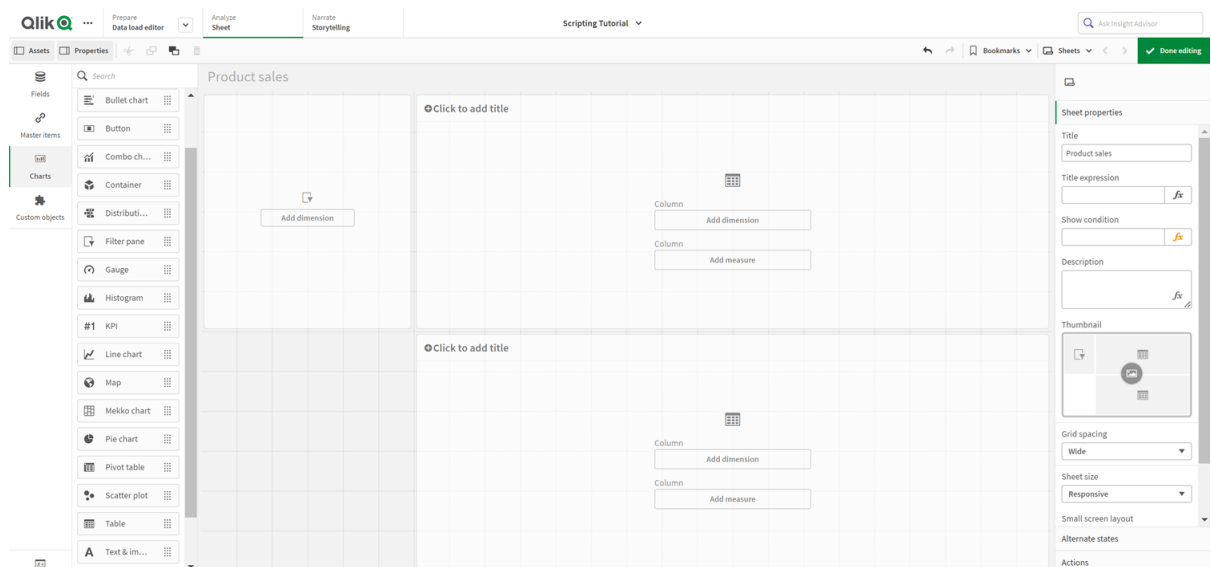 Qlik
Prepare
Data load editor
Analyze
Sheet
Narrate
Storytelling
Scripting Tutorial
Ask Insight Advisor
Assets
Properties
Bookmarks
Sheets
Done editing
Fields
Master items
Charts
Custom objects
Search
Bullet chart
Button
Combo ch...
Container
Distributi...
Filter pane
Gauge
Histogram
#1 KPI
Line chart
Map
Mekko chart
Pie chart
Pivot table
Scatter plot
Table
A Text & im...
Product sales
Add dimension
Click to add title
Column
Add dimension
Column
Add measure
Click to add title
Column
Add dimension
Column
Add measure
Sheet properties
Title
Product sales
Title expression
fx
Show condition
fx
Description
fx
Thumbnail
Grid spacing
Wide
Sheet size
Responsive
Small screen layout
Alternate states
Actions